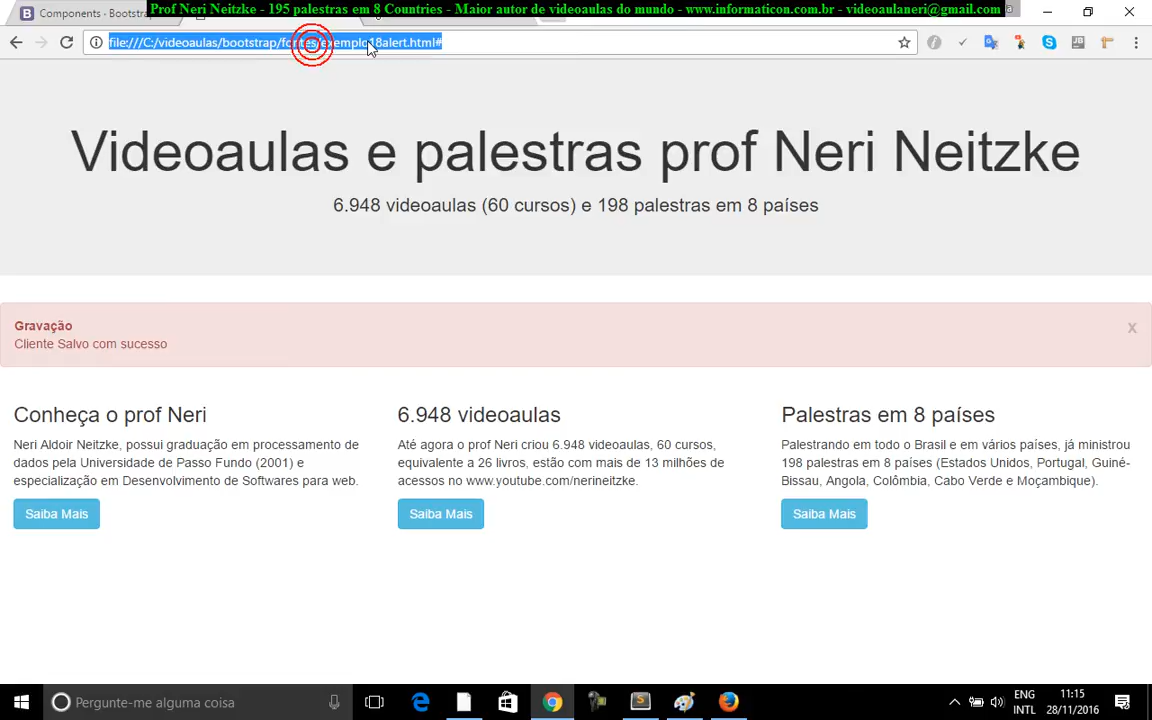 Prof Neri Neitzke - 195 palestras em 8 Countries - Maior autor de videoaulas do mundo - www.informaticon.com.br - videoaulaneri@gmail.com
Components - Bootstrap
file:///C:/videoaulas/bootstrap/fontes/exemplo18alert.html#
Videoaulas e palestras prof Neri Neitzke
6.948 videoaulas (60 cursos) e 198 palestras em 8 países
Gravação
x
Cliente Salvo com sucesso
Conheça o prof Neri
Neri Aldoir Neitzke, possui graduação em processamento de
dados pela Universidade de Passo Fundo (2001) e
especialização em Desenvolvimento de Softwares para web.
Saiba Mais
6.948 videoaulas
Até agora o prof Neri criou 6.948 videoaulas, 60 cursos,
equivalente a 26 livros, estão com mais de 13 milhões de
acessos no www.youtube.com/nerineitzke.
Saiba Mais
Palestras em 8 países
Palestrando em todo o Brasil e em vários países, já ministrou
198 palestras em 8 países (Estados Unidos, Portugal, Guiné-
Bissau, Angola, Colômbia, Cabo Verde e Moçambique).
Saiba Mais
Pergunte-me alguma coisa
ENG
INTL
11:15
28/11/2016